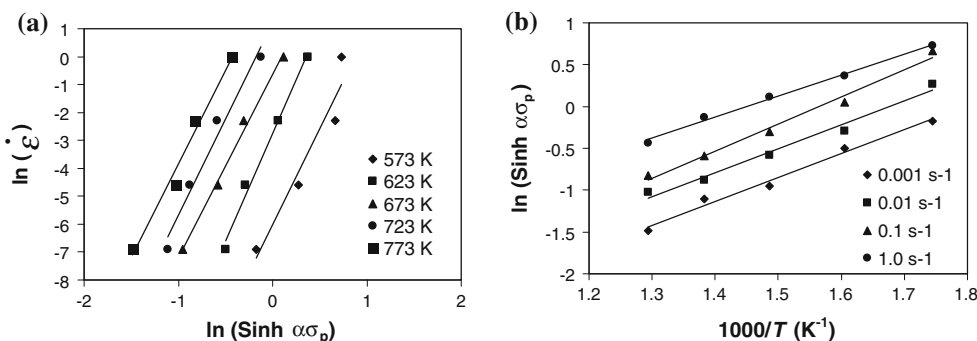 (a)
1
0
-1
-2
-3
-4
-5
-6
-7
-8
-2
-1
0
1
2
ln (ε̇)
ln (Sinh ασp)
573 K
623 K
673 K
723 K
773 K
(b)
1
0.5
0
-0.5
-1
-1.5
-2
1.2
1.3
1.4
1.5
1.6
1.7
1.8
ln (Sinh ασp)
1000/T (K-1)
0.001 s-1
0.01 s-1
0.1 s-1
1.0 s-1